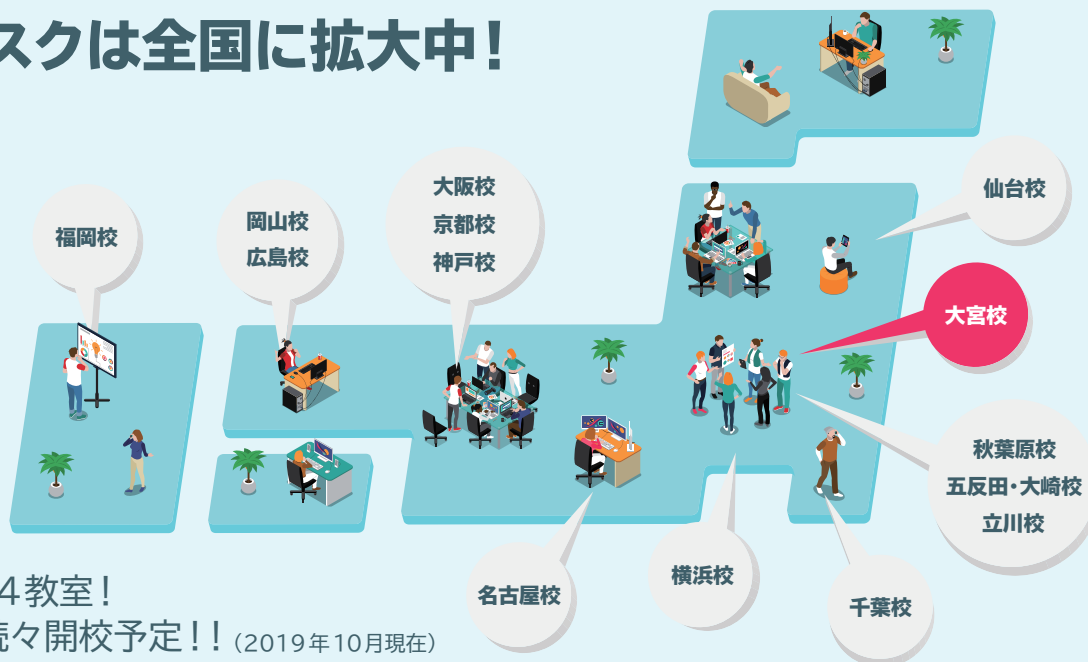 スクは全国に拡大中!
仙台校
大阪校
京都校
神戸校
岡山校
広島校
福岡校
大宮校
秋葉原校
五反田・大崎校
立川校
名古屋校
横浜校
千葉校
4教室!
々開校予定!!(2019年10月現在)